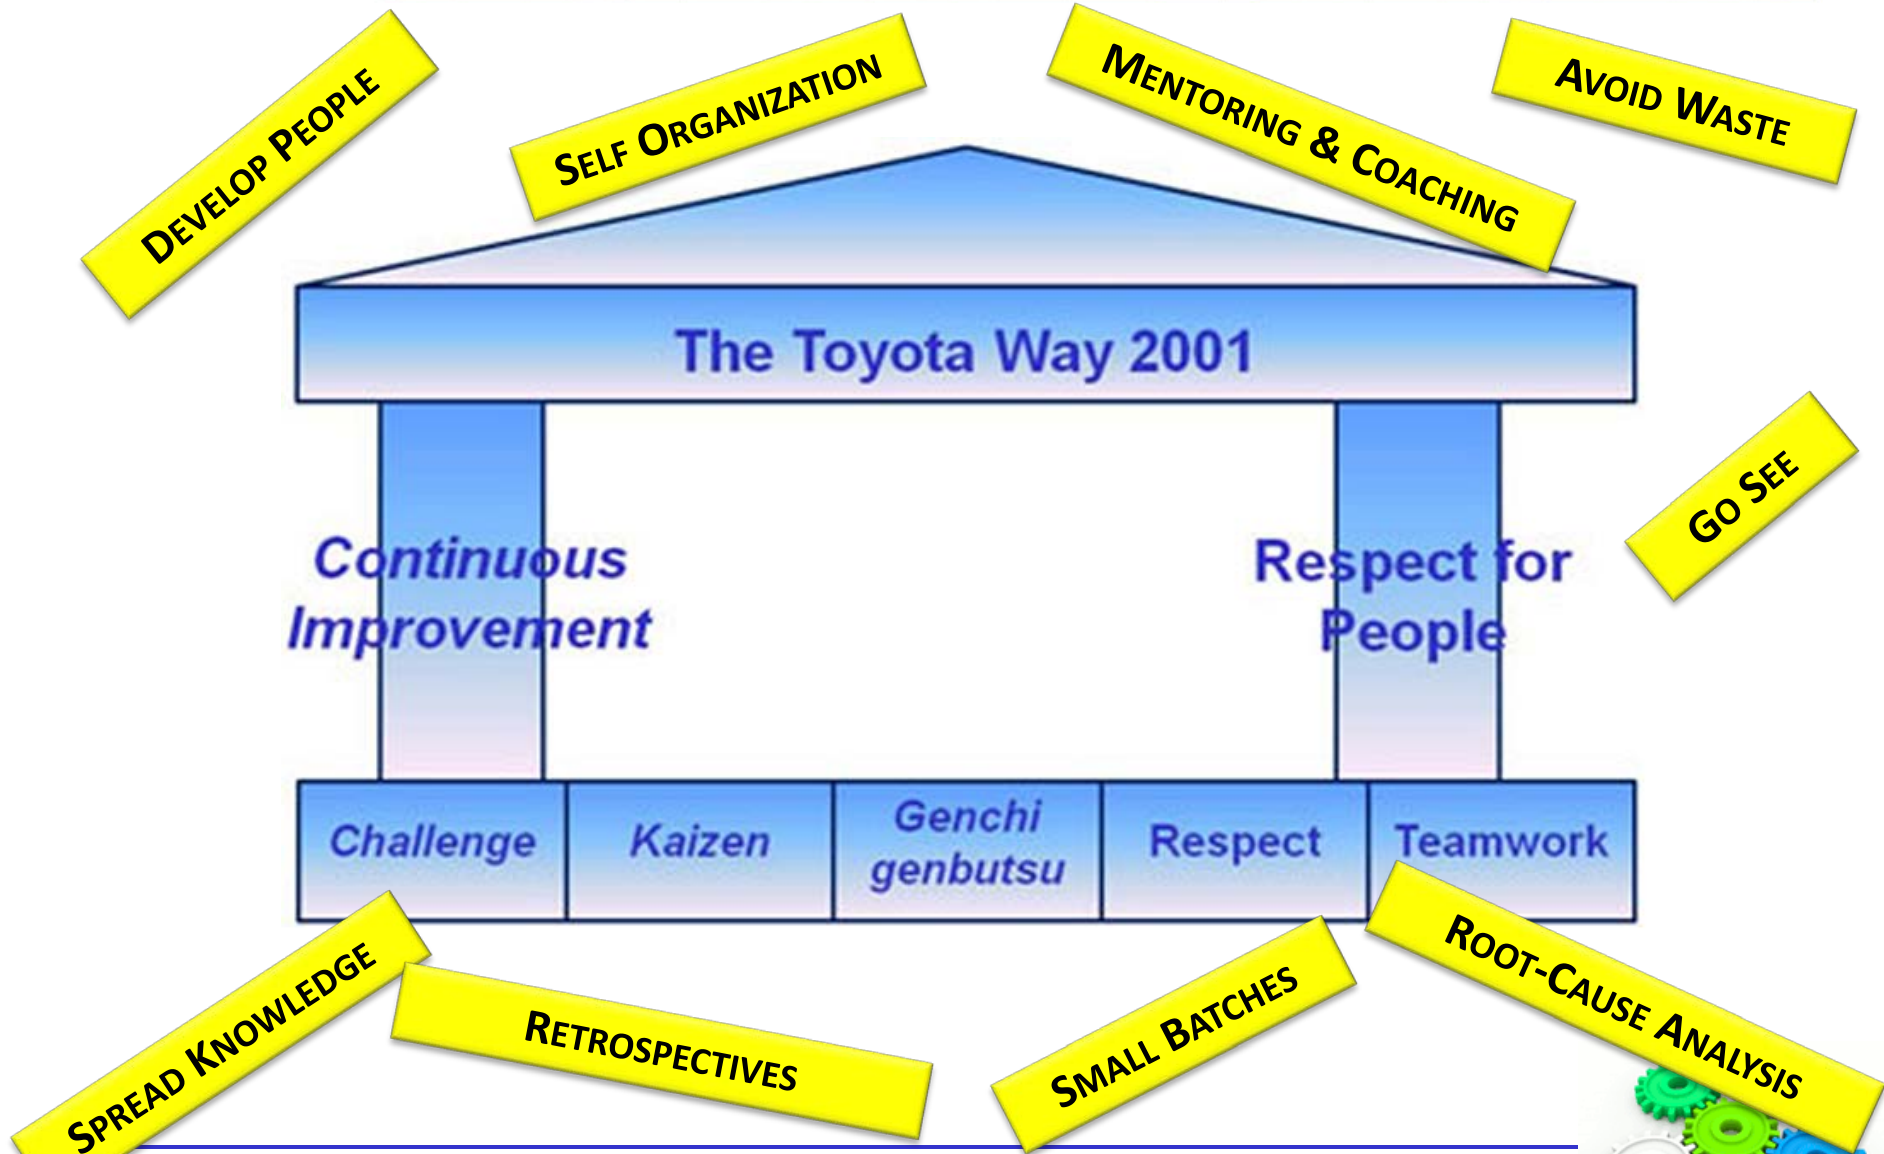 DEVELOP PEOPLE
SELF ORGANIZATION
MENTORING & COACHING
AVOID WASTE
The Toyota Way 2001
GO SEE
Continuous
Improvement
Respect for
People
Challenge
Kaizen
Genchi
genbutsu
Respect
Teamwork
SPREAD KNOWLEDGE
RETROSPECTIVES
SMALL BATCHES
ROOT-CAUSE ANALYSIS